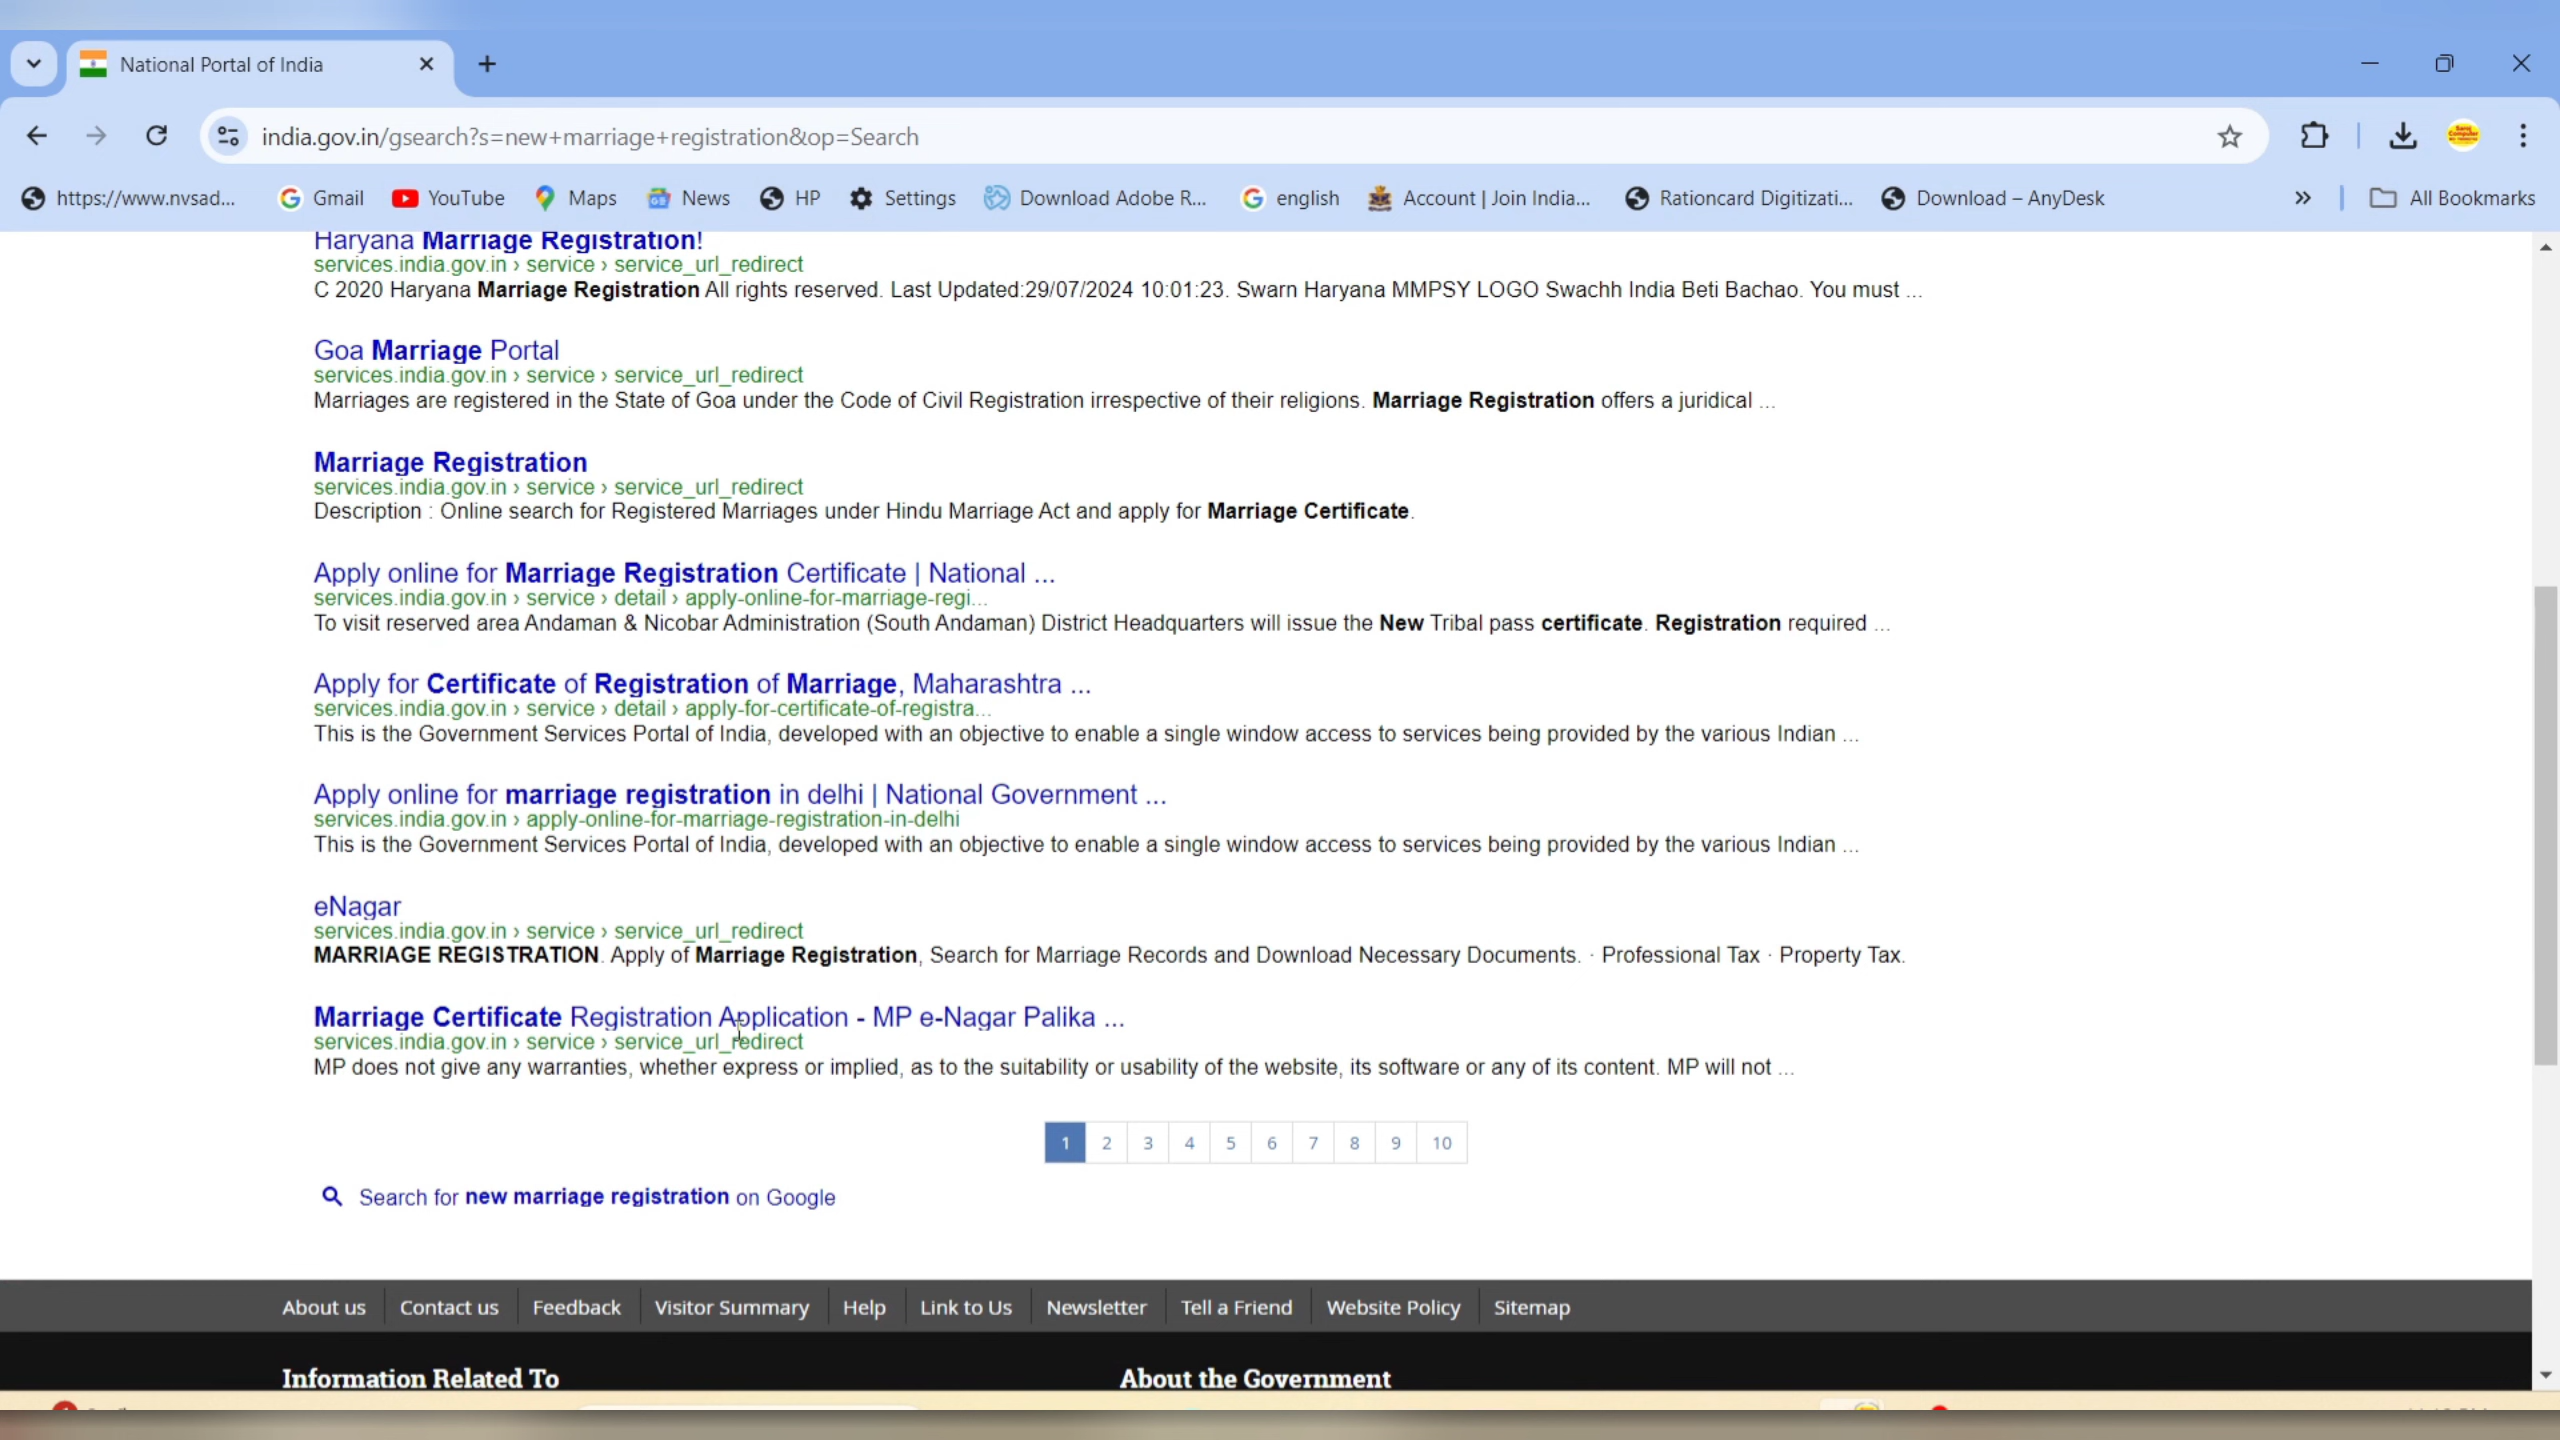 National Portal of India
india.gov.in/gsearch?s=new+marriage+registration&op=Search
https://www.nvsad... Gmail YouTube Maps News HP Settings Download Adobe R... english Account | Join India... Rationcard Digitizati... Download – AnyDesk » All Bookmarks
Haryana Marriage Registration!
services.india.gov.in › service › service_url_redirect
C 2020 Haryana Marriage Registration All rights reserved. Last Updated:29/07/2024 10:01:23. Swarn Haryana MMPSY LOGO Swachh India Beti Bachao. You must ...
Goa Marriage Portal
services.india.gov.in › service › service_url_redirect
Marriages are registered in the State of Goa under the Code of Civil Registration irrespective of their religions. Marriage Registration offers a juridical ...
Marriage Registration
services.india.gov.in › service › service_url_redirect
Description : Online search for Registered Marriages under Hindu Marriage Act and apply for Marriage Certificate.
Apply online for Marriage Registration Certificate | National ...
services.india.gov.in › service › detail › apply-online-for-marriage-regi...
To visit reserved area Andaman & Nicobar Administration (South Andaman) District Headquarters will issue the New Tribal pass certificate. Registration required ...
Apply for Certificate of Registration of Marriage, Maharashtra ...
services.india.gov.in › service › detail › apply-for-certificate-of-registra...
This is the Government Services Portal of India, developed with an objective to enable a single window access to services being provided by the various Indian ...
Apply online for marriage registration in delhi | National Government ...
services.india.gov.in › apply-online-for-marriage-registration-in-delhi
This is the Government Services Portal of India, developed with an objective to enable a single window access to services being provided by the various Indian ...
eNagar
services.india.gov.in › service › service_url_redirect
MARRIAGE REGISTRATION. Apply of Marriage Registration, Search for Marriage Records and Download Necessary Documents. · Professional Tax · Property Tax.
Marriage Certificate Registration Application - MP e-Nagar Palika ...
services.india.gov.in › service › service_url_redirect
MP does not give any warranties, whether express or implied, as to the suitability or usability of the website, its software or any of its content. MP will not ...
1 2 3 4 5 6 7 8 9 10
Search for new marriage registration on Google
About us Contact us Feedback Visitor Summary Help Link to Us Newsletter Tell a Friend Website Policy Sitemap
Information Related To About the Government